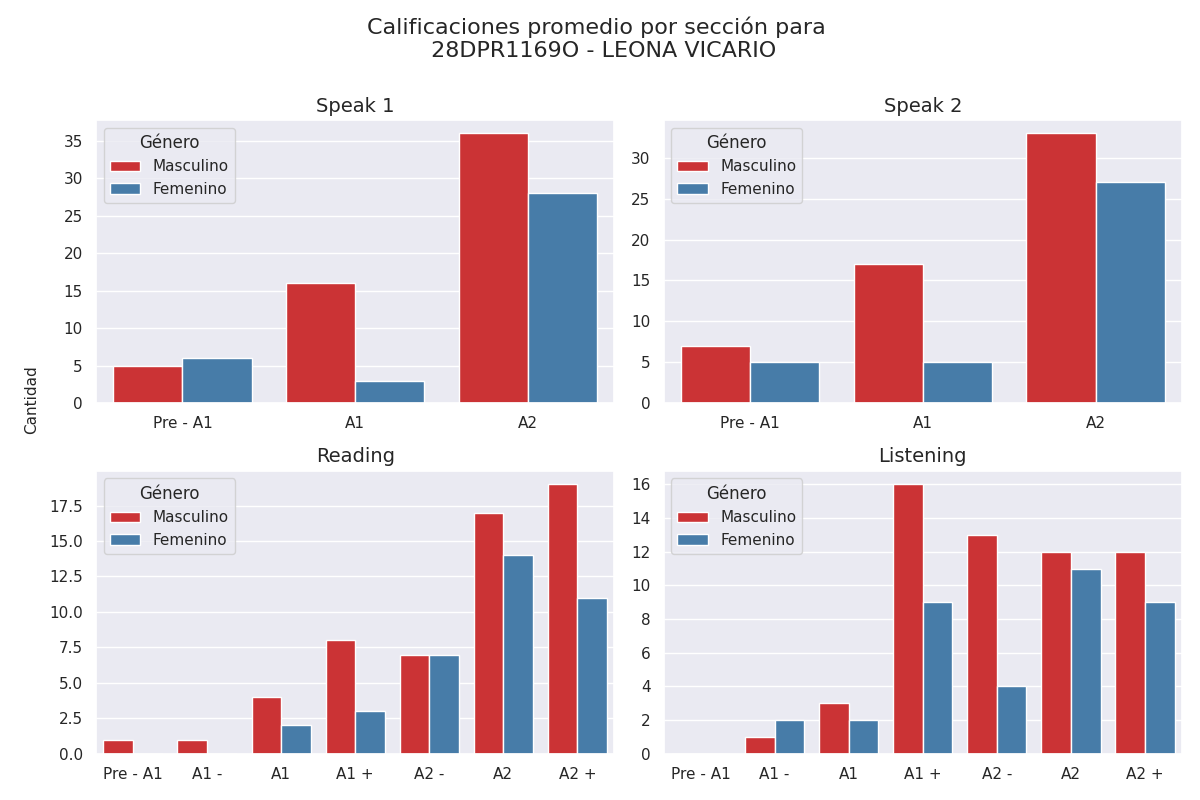 Calificaciones promedio por sección para
28DPR1169O - LEONA VICARIO
Cantidad
Speak 1
Género
Masculino
Femenino
35
30
25
20
15
10
5
0
Pre - A1
A1
A2
Speak 2
Género
Masculino
Femenino
30
25
20
15
10
5
0
Pre - A1
A1
A2
Reading
Género
Masculino
Femenino
17.5
15.0
12.5
10.0
7.5
5.0
2.5
0.0
Pre - A1
A1 -
A1
A1 +
A2 -
A2
A2 +
Listening
Género
Masculino
Femenino
16
14
12
10
8
6
4
2
0
Pre - A1
A1 -
A1
A1 +
A2 -
A2
A2 +